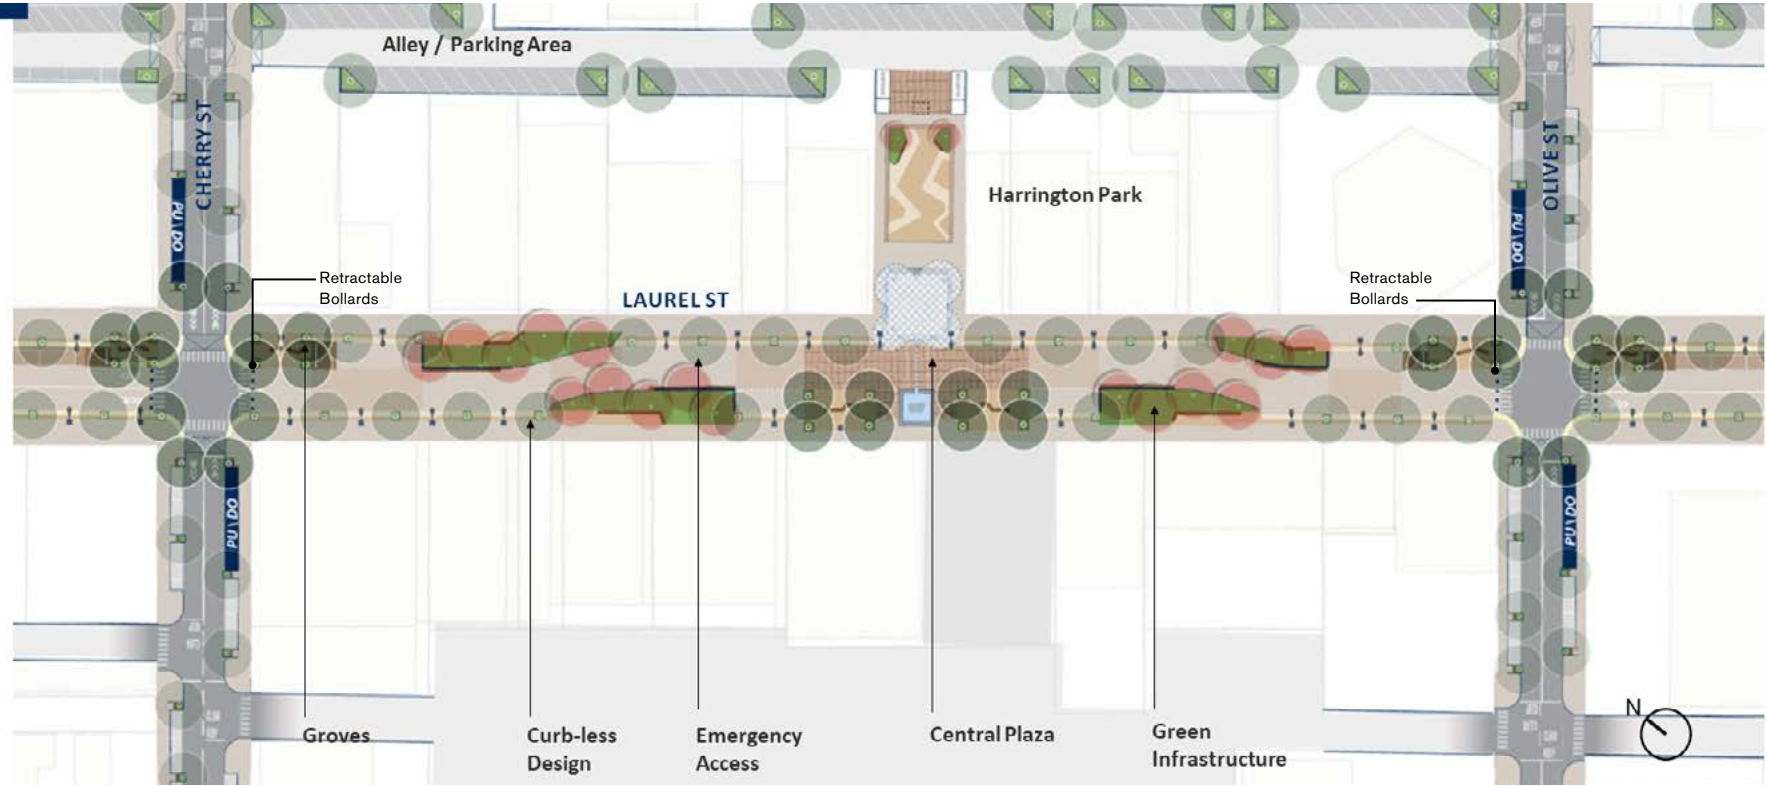 Alley / Parking Area
CHERRY ST
OLIVE ST
Harrington Park
PU\DO
PU\DO
Retractable
Bollards
LAUREL ST
Retractable
Bollards
PU\DO
PU\DO
Groves
Curb-less
Design
Emergency
Access
Central Plaza
Green
Infrastructure
N